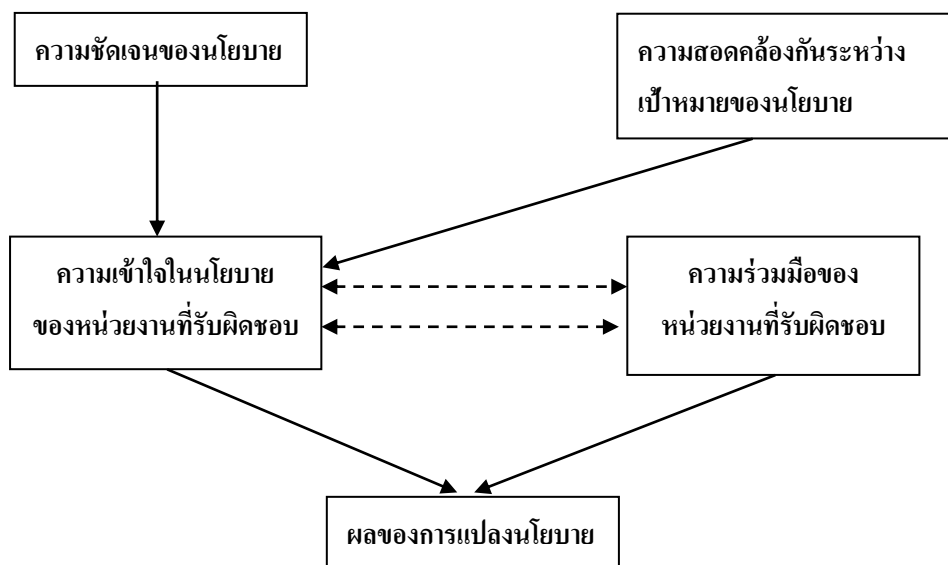 ความชัดเจนของนโยบาย
ความสอดคล้องกันระหว่าง
เป้าหมายของนโยบาย
ความเข้าใจในนโยบาย
ของหน่วยงานที่รับผิดชอบ
ความร่วมมือของ
หน่วยงานที่รับผิดชอบ
ผลของการแปลงนโยบาย